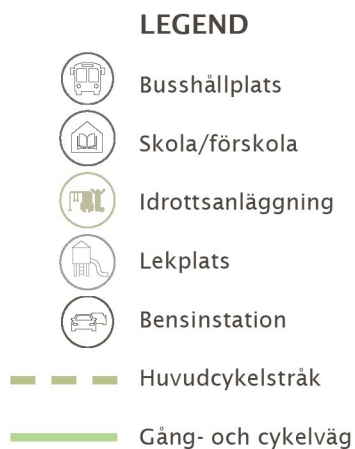 LEGEND
Busshållplats
Skola/förskola
Idrottsanläggning
Lekplats
Bensinstation
Huvudcykelstråk
Gång- och cykelväg